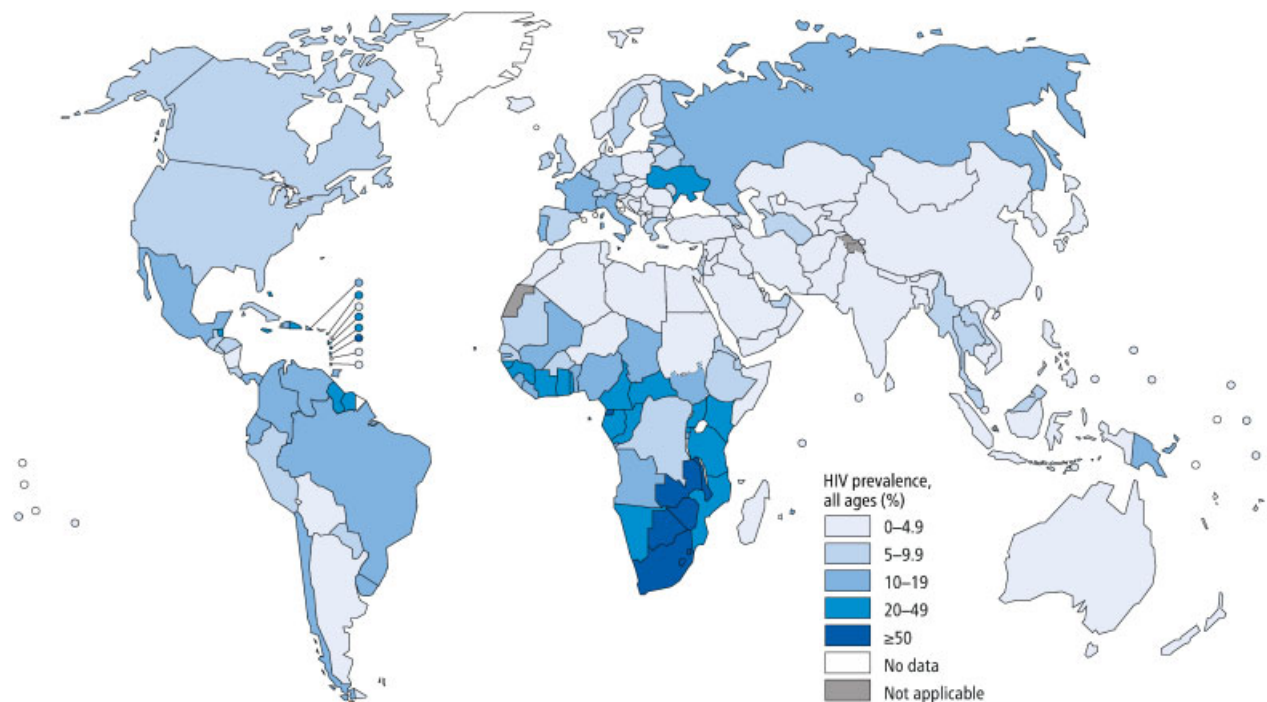 HIV prevalence,
all ages (%)
0–4.9
5–9.9
10–19
20–49
≥50
No data
Not applicable